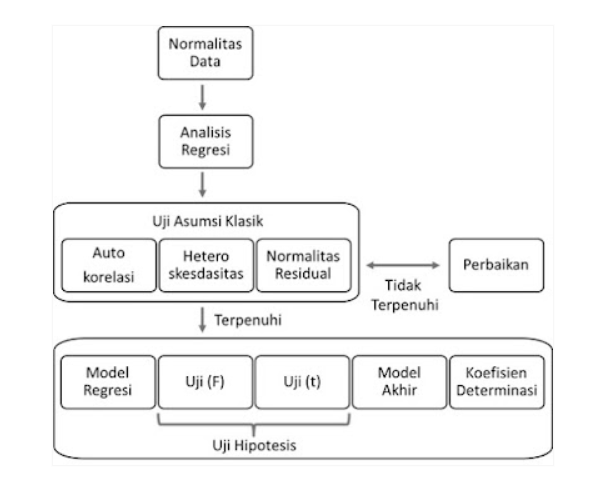 Normalitas
Data
Analisis
Regresi
Uji Asumsi Klasik
Auto
korelasi
Hetero
skesdasitas
Normalitas
Residual
Tidak
Terpenuhi
Perbaikan
Terpenuhi
Model
Regresi
Uji (F)
Uji (t)
Model
Akhir
Koefisien
Determinasi
Uji Hipotesis